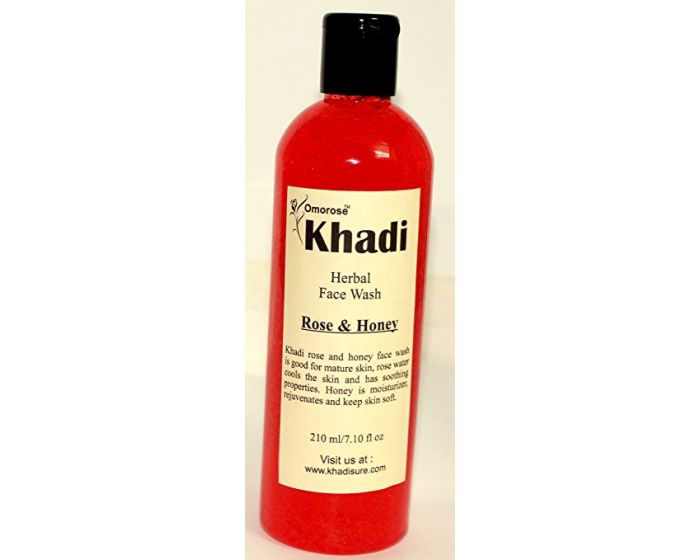 Omorose™
Khadi
Herbal
Face Wash
Rose & Honey
Khadi rose and honey face wash
is good for mature skin, rose water
cools the skin and has soothing
properties. Honey is moisturizer,
rejuvenates and keep skin soft.
210 ml/7.10 fl oz
Visit us at :
www.khadisure.com